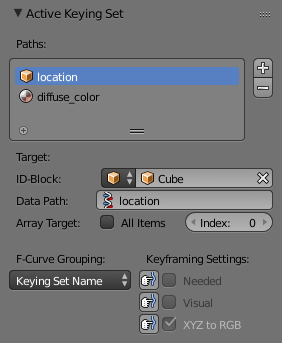 Active Keying Set
Paths:
location
diffuse_color
Target:
ID-Block: Cube
Data Path: location
Array Target: All Items Index: 0
F-Curve Grouping: Keyframing Settings:
Keying Set Name Needed
Visual
XYZ to RGB